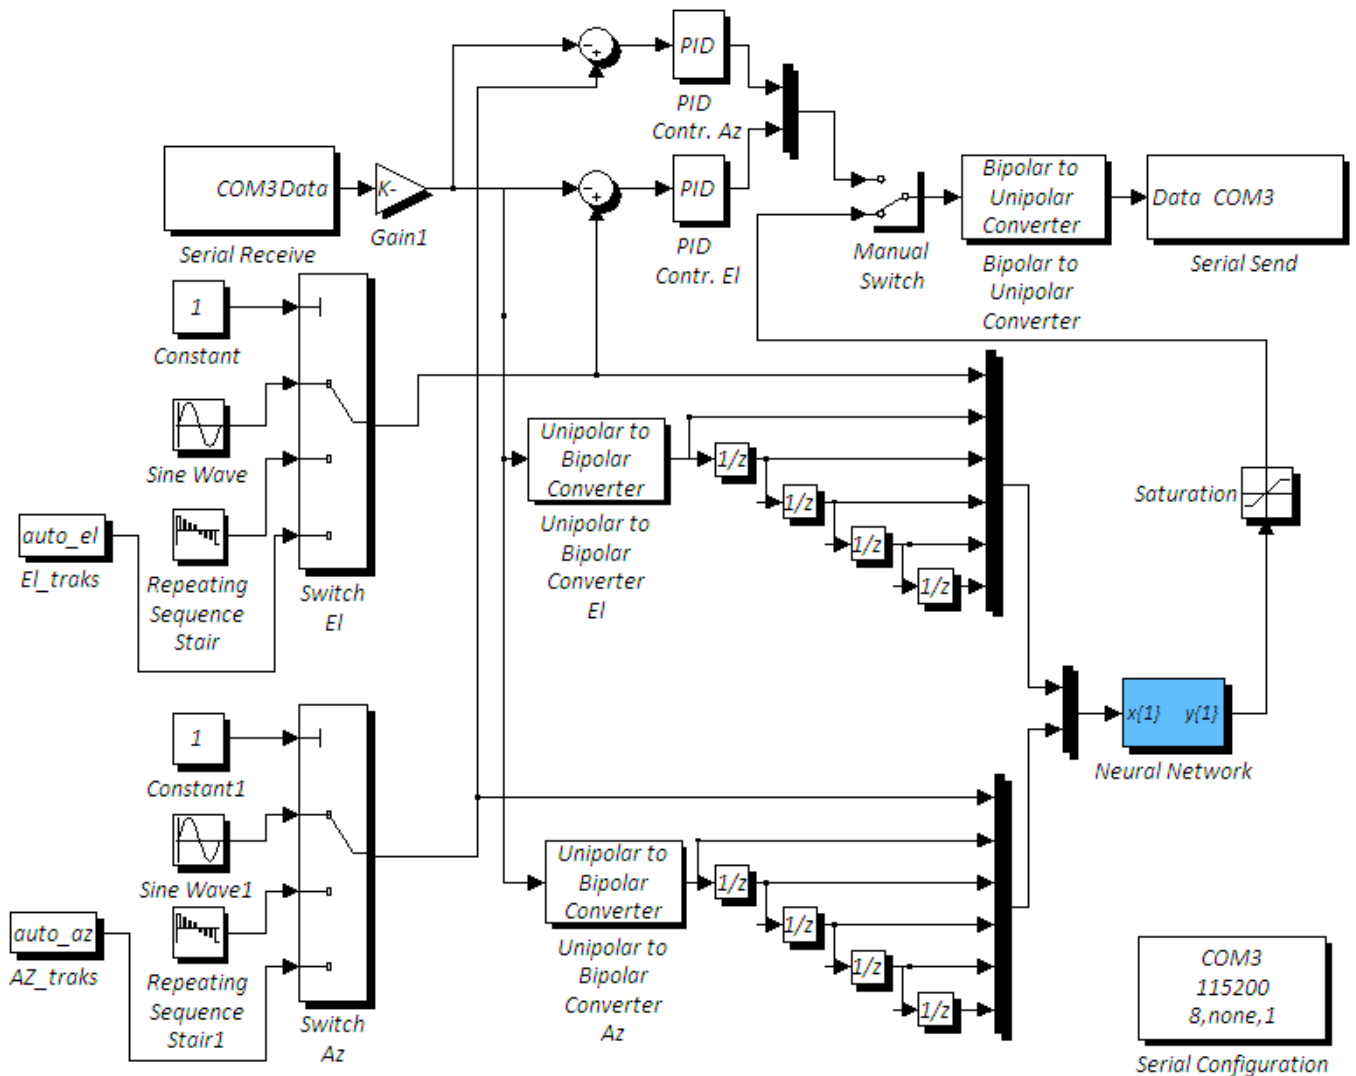 PID
PID
Contr. Az
COM3 Data
K-
Gain1
Serial Receive
-
+
-
+
PID
PID
Contr. El
Manual
Switch
Bipolar to
Unipolar
Converter
Bipolar to
Unipolar
Converter
Data COM3
Serial Send
1
Constant
Sine Wave
auto_el
El_traks
Repeating
Sequence
Stair
Switch
El
Unipolar to
Bipolar
Converter
Unipolar to
Bipolar
Converter
El
1/z
1/z
1/z
1/z
Saturation
x{1} y{1}
Neural Network
1
Constant1
Sine Wave1
auto_az
AZ_traks
Repeating
Sequence
Stair1
Switch
Az
Unipolar to
Bipolar
Converter
Unipolar to
Bipolar
Converter
Az
1/z
1/z
1/z
1/z
COM3
115200
8,none,1
Serial Configuration